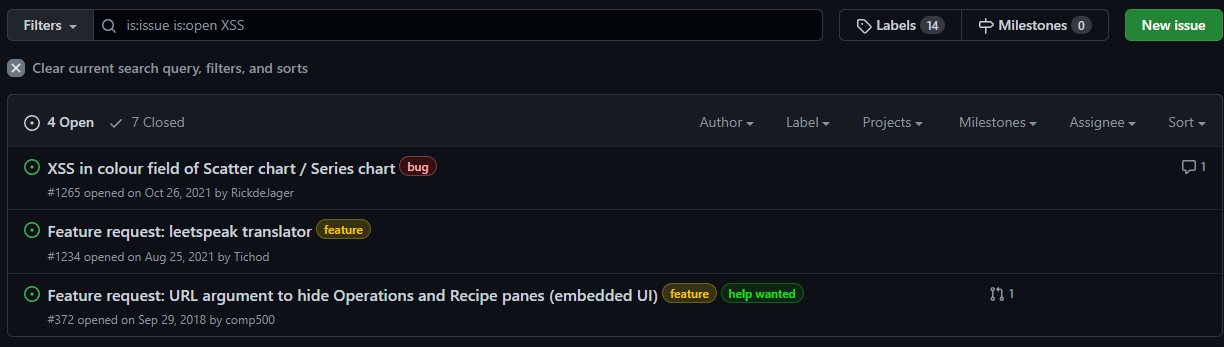 Filters
is:issue is:open XSS
Labels 14
Milestones 0
New issue
Clear current search query, filters, and sorts
4 Open 7 Closed Author Label Projects Milestones Assignee Sort
XSS in colour field of Scatter chart / Series chart bug 1
#1265 opened on Oct 26, 2021 by RickdeJager
Feature request: leetspeak translator feature
#1234 opened on Aug 25, 2021 by Tichod
Feature request: URL argument to hide Operations and Recipe panes (embedded UI) feature help wanted 1
#372 opened on Sep 29, 2018 by comp500